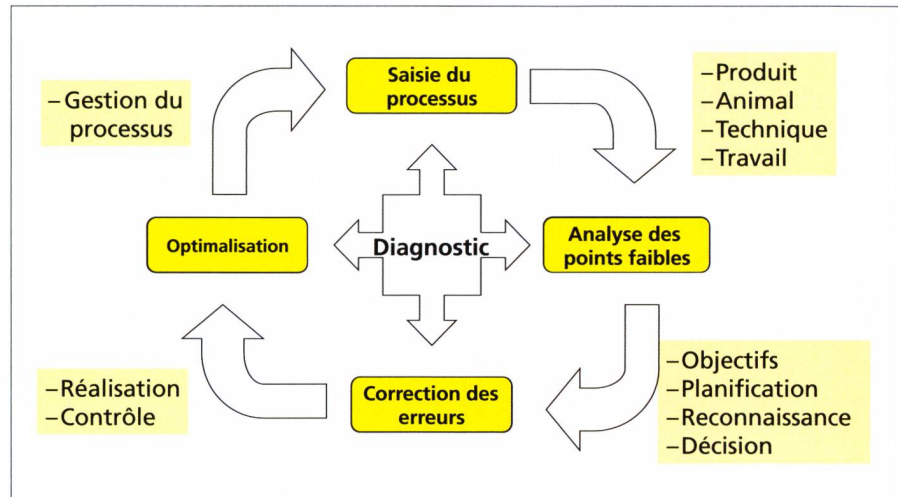 Saisie du
processus
–Produit
–Animal
–Technique
–Travail
–Gestion du
processus
Optimalisation
Diagnostic
Analyse des
points faibles
–Réalisation
–Contrôle
Correction des
erreurs
–Objectifs
–Planification
–Reconnaissance
–Décision